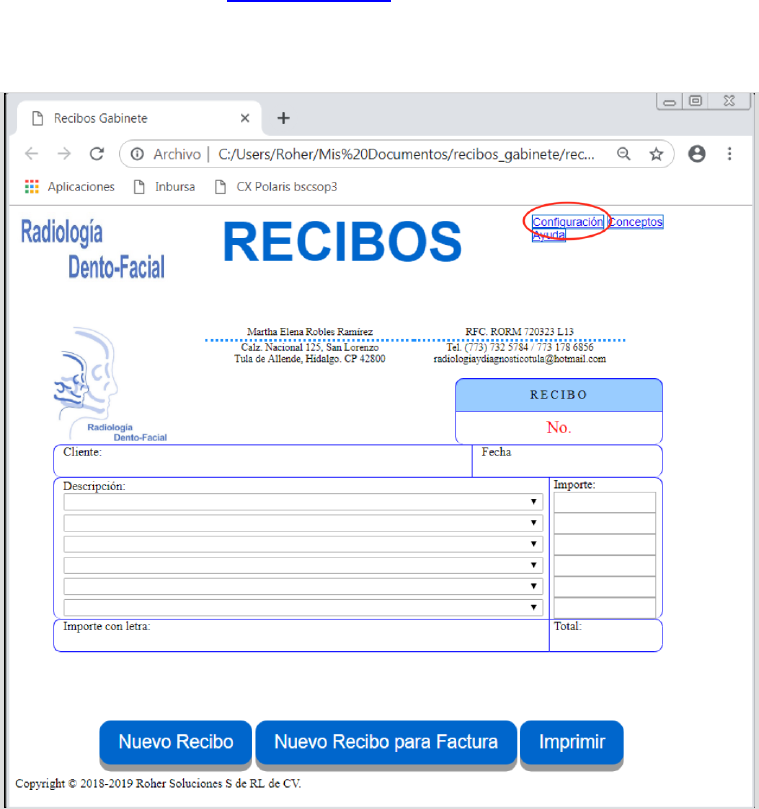 Recibos Gabinete
Archivo | C:/Users/Roher/Mis%20Documentos/recibos_gabinete/rec...
Aplicaciones Inbursa CX Polaris bscsop3
Radiología
Dento-Facial
RECIBOS
Configuración Conceptos
Ayuda
Martha Elena Robles Ramírez RFC. RORM 720323 L13
Calz. Nacional 125, San Lorenzo Tel. (773) 732 5784 / 773 178 6856
Tula de Allende, Hidalgo. CP 42800 radiologiaydiagnosticotula@hotmail.com
RECIBO
No.
Radiología
Dento-Facial
Cliente: Fecha
Descripción: Importe:
Importe con letra: Total:
Nuevo Recibo Nuevo Recibo para Factura Imprimir
Copyright © 2018-2019 Roher Soluciones S de RL de CV.